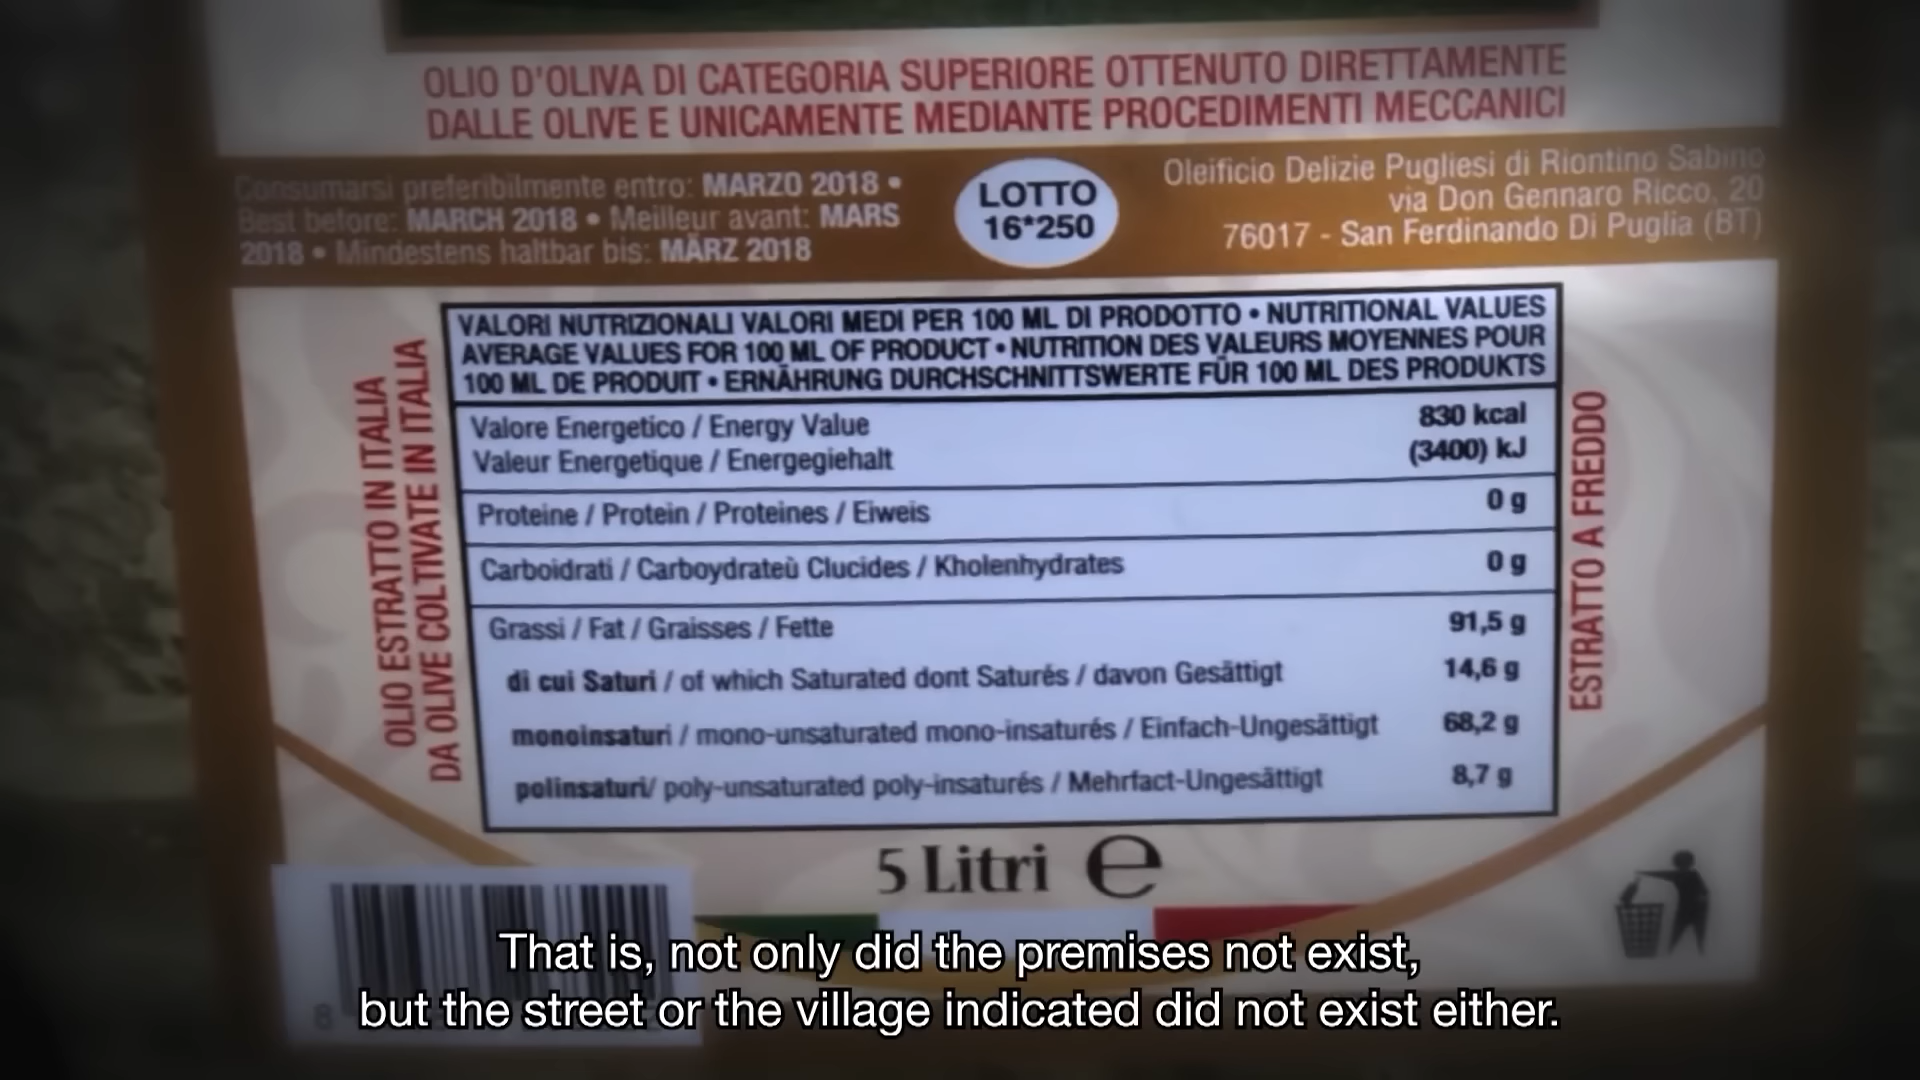 OLIO D'OLIVA DI CATEGORIA SUPERIORE OTTENUTO DIRETTAMENTE
DALLE OLIVE E UNICAMENTE MEDIANTE PROCEDIMENTI MECCANICI
Consumarsi preferibilmente entro: MARZO 2018 •
Best before: MARCH 2018 • Meilleur avant: MARS
2018 • Mindestens haltbar bis: MÄRZ 2018
LOTTO
16*250
Oleificio Delizie Pugliesi di Riontino Sabino
via Don Gennaro Ricco, 20
76017 - San Ferdinando Di Puglia (BT)
OLIO ESTRATTO IN ITALIA
DA OLIVE COLTIVATE IN ITALIA
VALORI NUTRIZIONALI VALORI MEDI PER 100 ML DI PRODOTTO • NUTRITIONAL VALUES
AVERAGE VALUES FOR 100 ML OF PRODUCT • NUTRITION DES VALEURS MOYENNES POUR
100 ML DE PRODUIT • ERNÄHRUNG DURCHSCHNITTSWERTE FÜR 100 ML DES PRODUKTS
Valore Energetico / Energy Value 830 kcal
Valeur Energetique / Energegiehalt (3400) kJ
Proteine / Protein / Proteines / Eiweis 0 g
Carboidrati / Carboydrateù Clucides / Kholenhydrates 0 g
Grassi / Fat / Graisses / Fette 91,5 g
di cui Saturi / of which Saturated dont Saturés / davon Gesättigt 14,6 g
monoinsaturi / mono-unsaturated mono-insaturés / Einfach-Ungesättigt 68,2 g
polinsaturi/ poly-unsaturated poly-insaturés / Mehrfact-Ungesättigt 8,7 g
ESTRATTO A FREDDO
5 Litri e
8
That is, not only did the premises not exist,
but the street or the village indicated did not exist either.